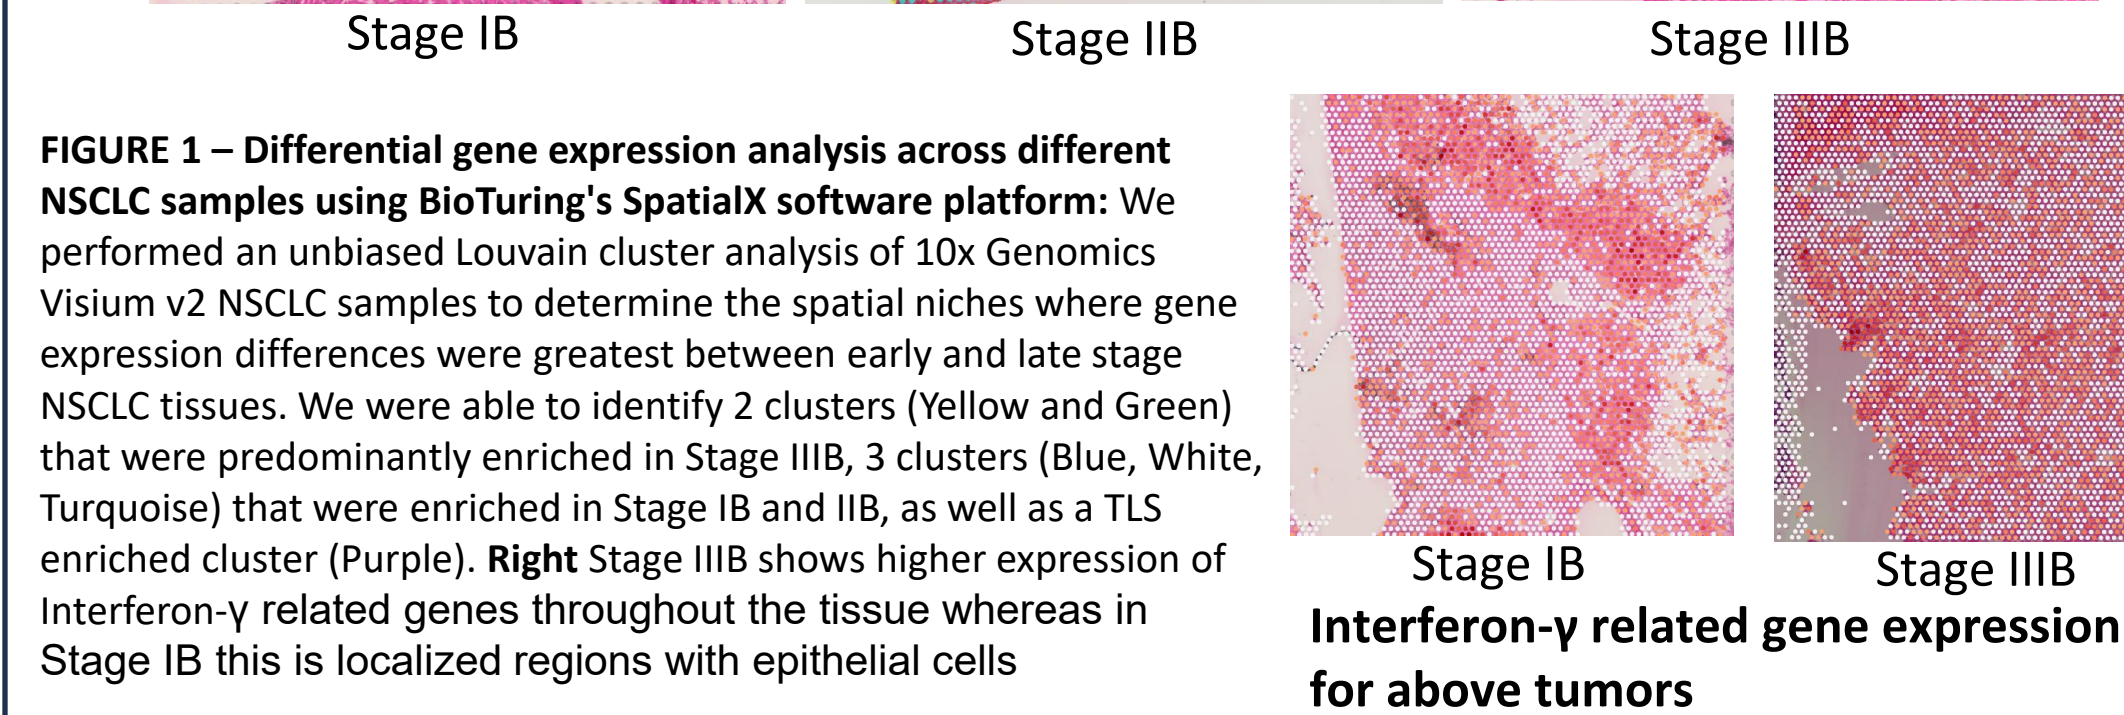 Stage IB
Stage IIB
Stage IIIB
FIGURE 1 – Differential gene expression analysis across different
NSCLC samples using BioTuring's SpatialX software platform: We
performed an unbiased Louvain cluster analysis of 10x Genomics
Visium v2 NSCLC samples to determine the spatial niches where gene
expression differences were greatest between early and late stage
NSCLC tissues. We were able to identify 2 clusters (Yellow and Green)
that were predominantly enriched in Stage IIIB, 3 clusters (Blue, White,
Turquoise) that were enriched in Stage IB and IIB, as well as a TLS
enriched cluster (Purple). Right Stage IIIB shows higher expression of
Interferon-γ related genes throughout the tissue whereas in
Stage IB this is localized regions with epithelial cells
Stage IB
Stage IIIB
Interferon-γ related gene expression
for above tumors